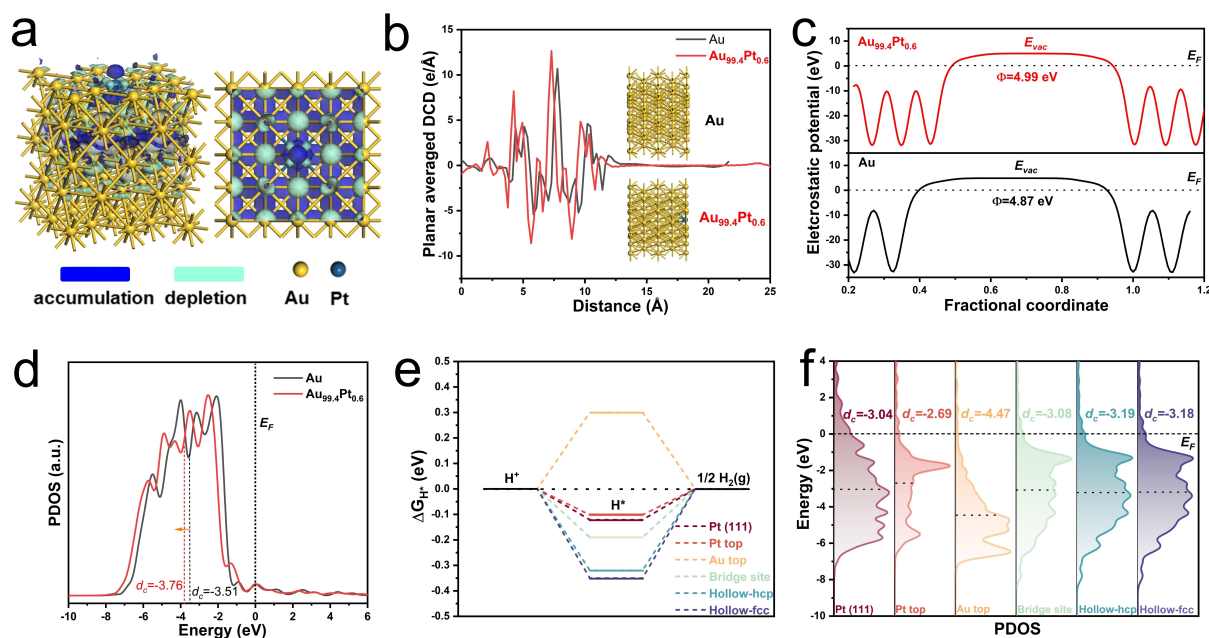 a
accumulation
depletion
Au
Pt
b
Planar averaged DCD (e/Å)
15
10
5
0
-5
-10
Au
Au99.4Pt0.6
Au
Au99.4Pt0.6
0
5
10
15
20
25
Distance (Å)
c
Eletcrostatic potential (eV)
Au99.4Pt0.6
Evac
EF
Φ=4.99 eV
10
0
-10
-20
-30
Au
Evac
EF
Φ=4.87 eV
10
0
-10
-20
-30
0.2
0.4
0.6
0.8
1.0
1.2
Fractional coordinate
d
PDOS (a.u.)
Au
Au99.4Pt0.6
EF
dc=-3.76
dc=-3.51
-10
-8
-6
-4
-2
0
2
4
6
Energy (eV)
e
ΔGH* (eV)
0.5
0.4
0.3
0.2
0.1
0.0
-0.1
-0.2
-0.3
-0.4
-0.5
H+
H*
1/2 H2(g)
Pt (111)
Pt top
Au top
Bridge site
Hollow-hcp
Hollow-fcc
f
Energy (eV)
4
2
0
-2
-4
-6
-8
-10
dc=-3.04
dc=-2.69
dc=-4.47
dc=-3.08
dc=-3.19
dc=-3.18
EF
Pt (111)
Pt top
Au top
Bridge site
Hollow-hcp
Hollow-fcc
PDOS